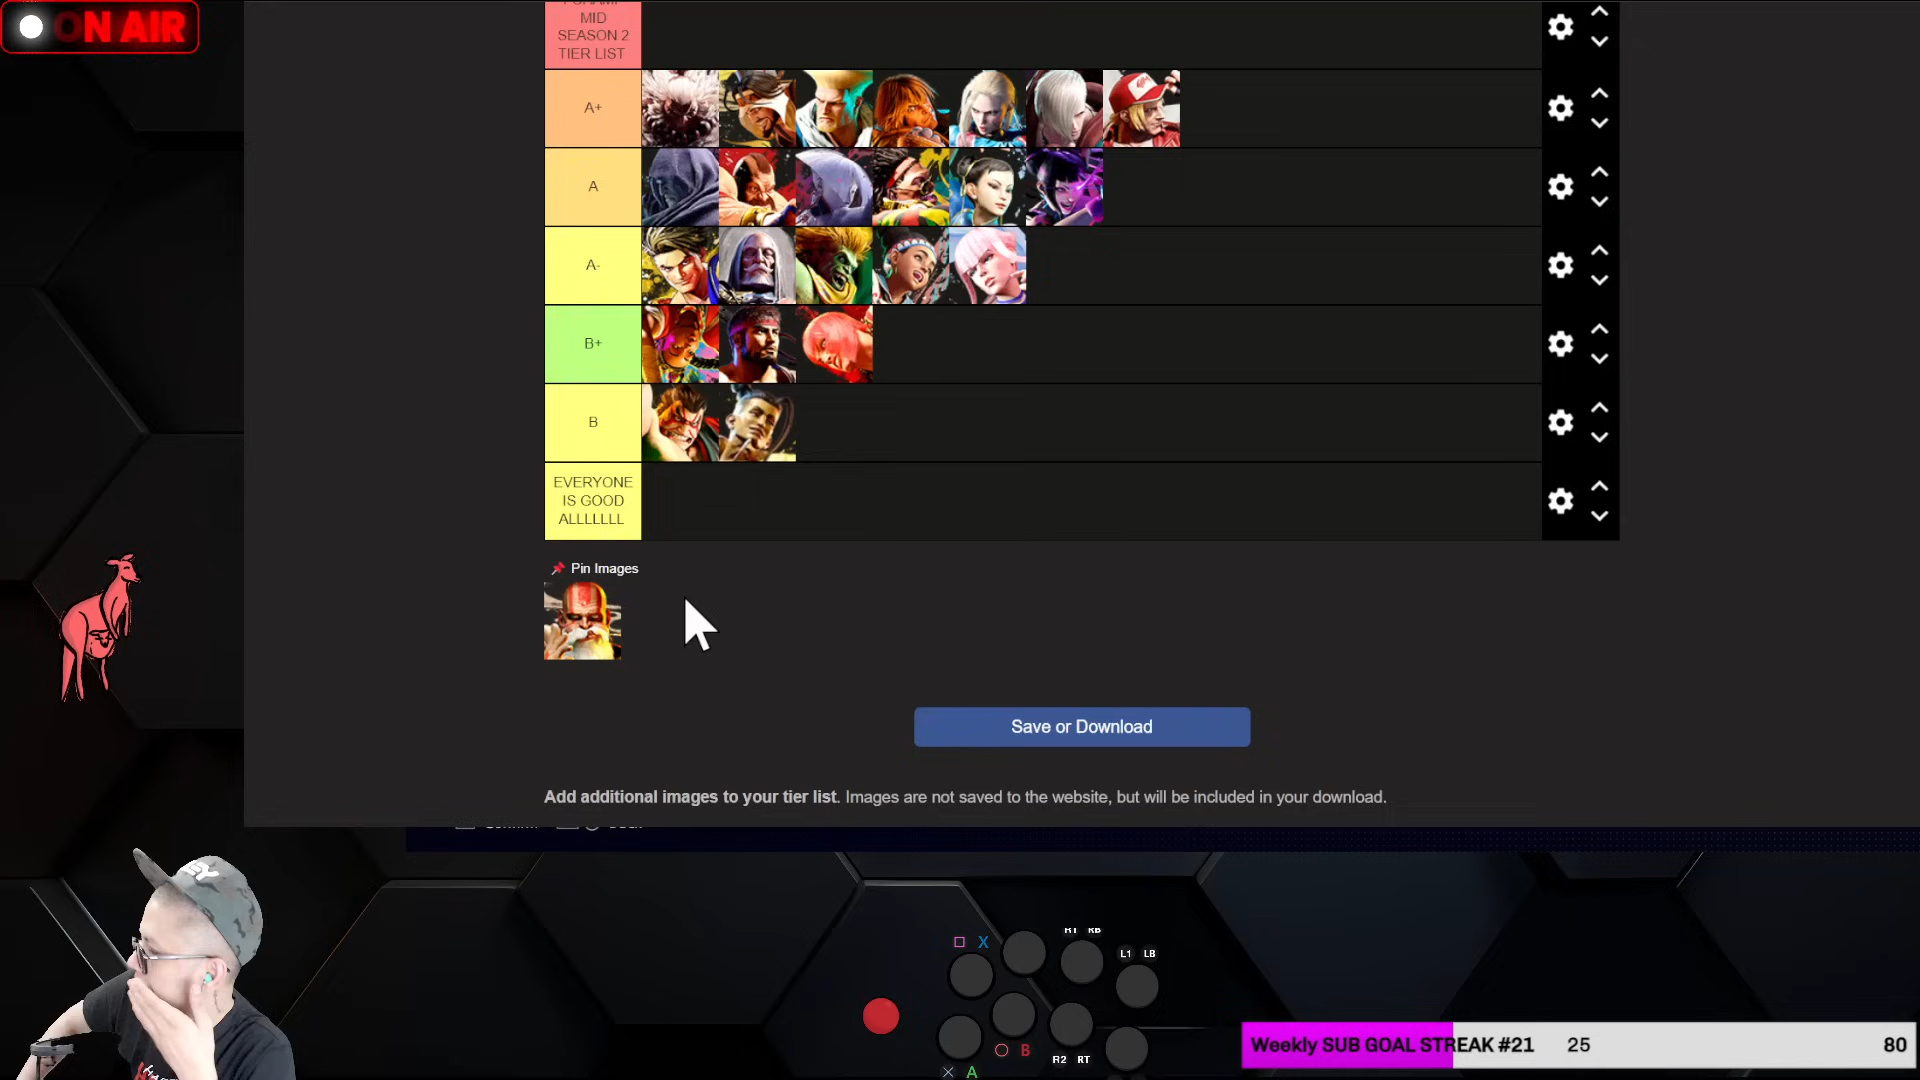 ON AIR
MID
SEASON 2
TIER LIST
A+
A
A-
B+
B
EVERYONE
IS GOOD
ALLLLLLL
Pin Images
Save or Download
Add additional images to your tier list. Images are not saved to the website, but will be included in your download.
X
R1 RB
L1 LB
B
R2 RT
A
Weekly SUB GOAL STREAK #21 25 80